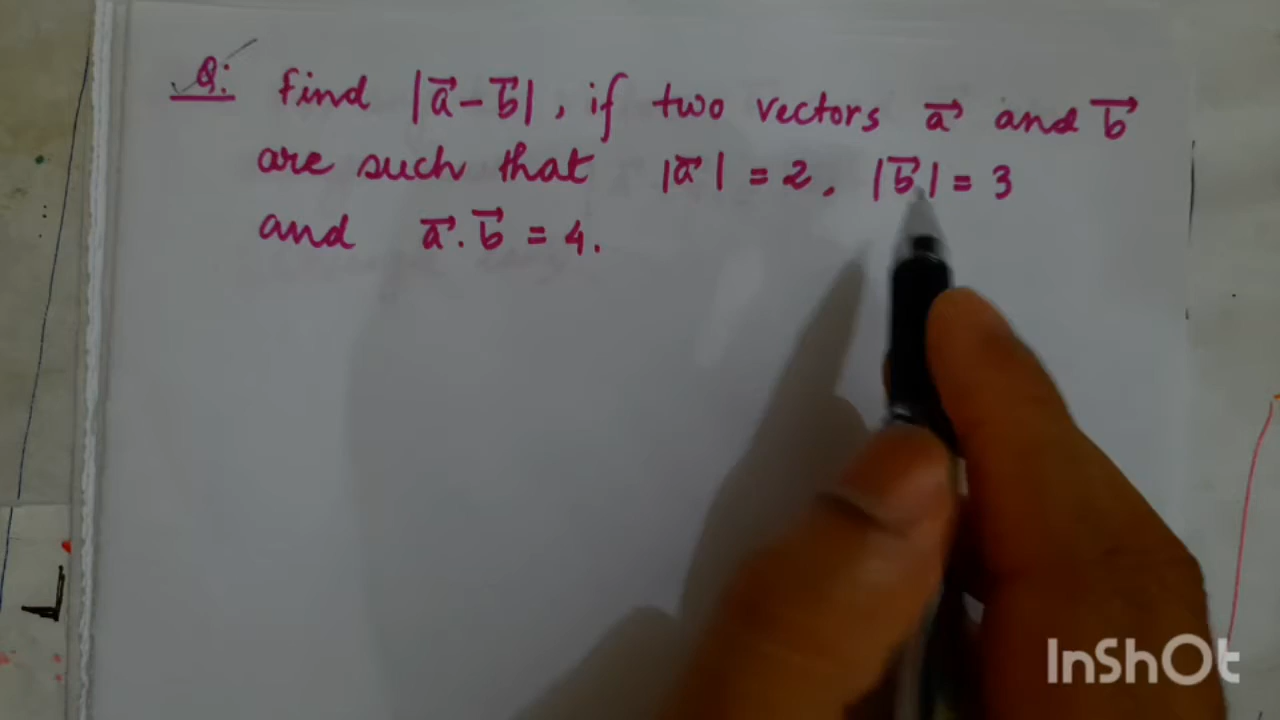 Q: Find |a⃗ - b⃗|, if two vectors a⃗ and b⃗
are such that |a⃗| = 2, |b⃗| = 3
and a⃗.b⃗ = 4.
InShOt